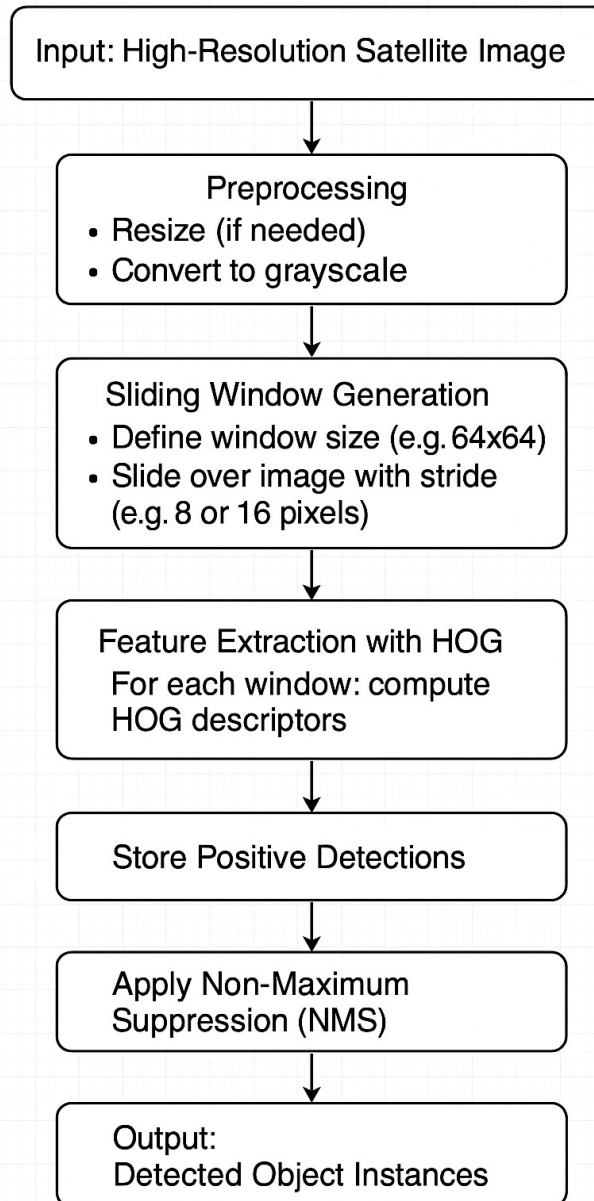 Input: High-Resolution Satellite Image
Preprocessing
• Resize (if needed)
• Convert to grayscale
Sliding Window Generation
• Define window size (e.g. 64x64)
• Slide over image with stride
(e.g. 8 or 16 pixels)
Feature Extraction with HOG
For each window: compute
HOG descriptors
Store Positive Detections
Apply Non-Maximum
Suppression (NMS)
Output:
Detected Object Instances